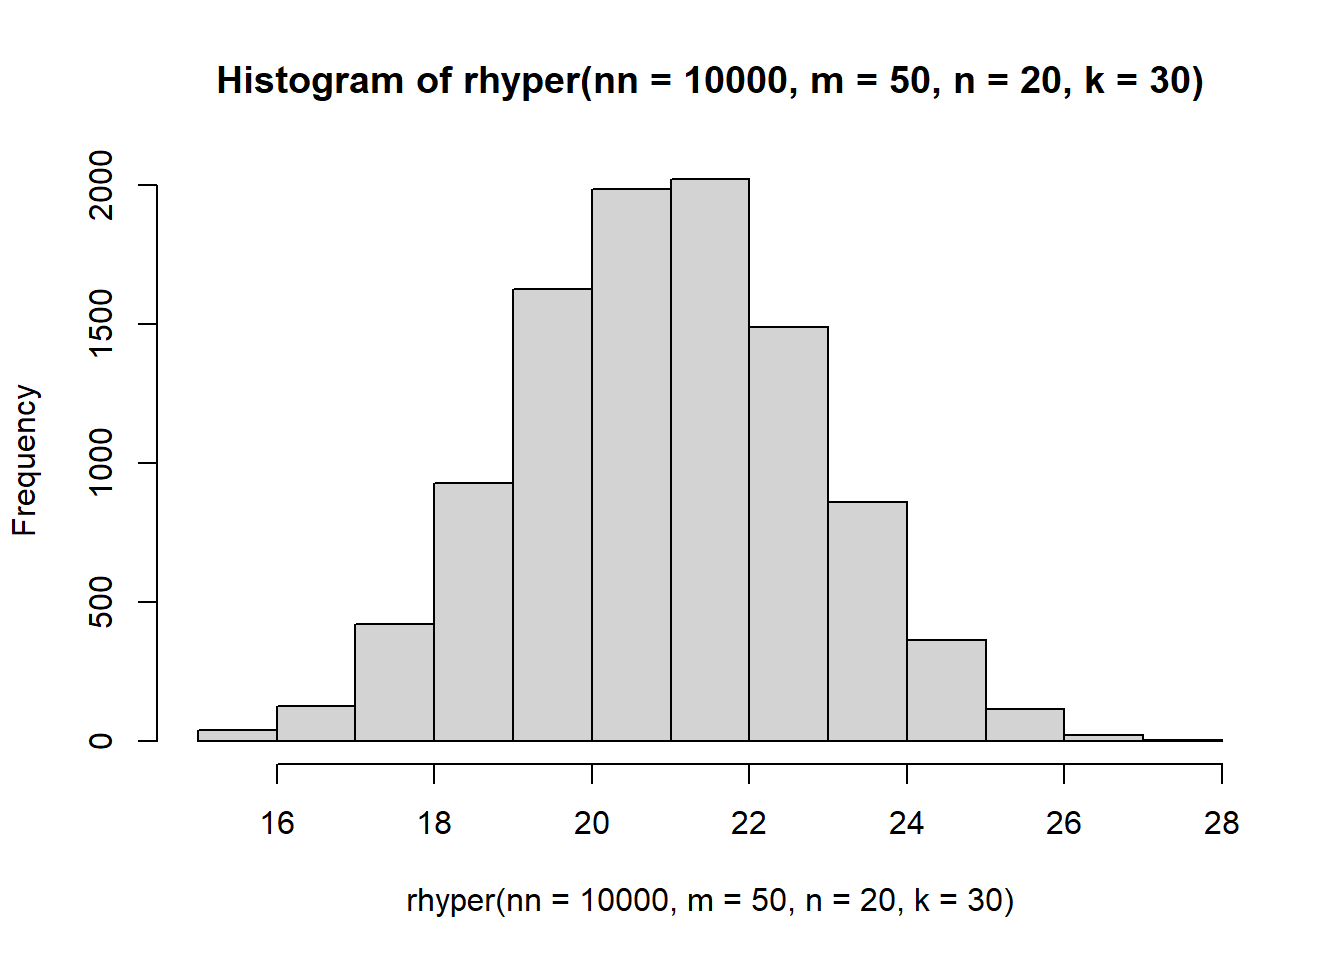 Histogram of rhyper(nn = 10000, m = 50, n = 20, k = 30)
Frequency
2000
1500
1000
500
0
16 18 20 22 24 26 28
rhyper(nn = 10000, m = 50, n = 20, k = 30)